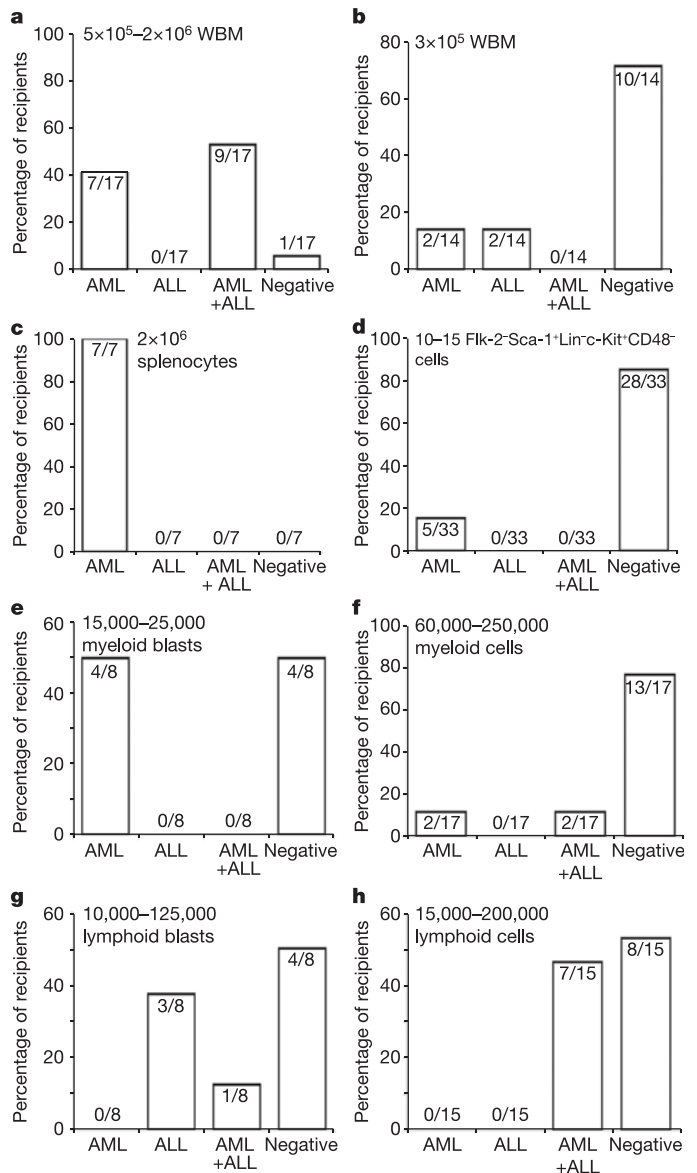 a
5×10⁵–2×10⁶ WBM
Percentage of recipients
100
80
60
40
20
0
7/17
0/17
9/17
1/17
AML
ALL
AML
+ALL
Negative
b
3×10⁵ WBM
Percentage of recipients
80
60
40
20
0
2/14
2/14
0/14
10/14
AML
ALL
AML
+ALL
Negative
c
2×10⁶
splenocytes
Percentage of recipients
100
80
60
40
20
0
7/7
0/7
0/7
0/7
AML
ALL
AML
+ ALL
Negative
d
10–15 Flk-2⁻Sca-1⁺Lin⁻c-Kit⁺CD48⁻
cells
Percentage of recipients
100
80
60
40
20
0
5/33
0/33
0/33
28/33
AML
ALL
AML
+ALL
Negative
e
15,000–25,000
myeloid blasts
Percentage of recipients
60
50
40
30
20
10
0
4/8
0/8
0/8
4/8
AML
ALL
AML
+ALL
Negative
f
60,000–250,000
myeloid cells
Percentage of recipients
100
80
60
40
20
0
2/17
0/17
2/17
13/17
AML
ALL
AML
+ALL
Negative
g
10,000–125,000
lymphoid blasts
Percentage of recipients
60
40
20
0
0/8
3/8
1/8
4/8
AML
ALL
AML
+ALL
Negative
h
15,000–200,000
lymphoid cells
Percentage of recipients
60
40
20
0
0/15
0/15
7/15
8/15
AML
ALL
AML
+ALL
Negative